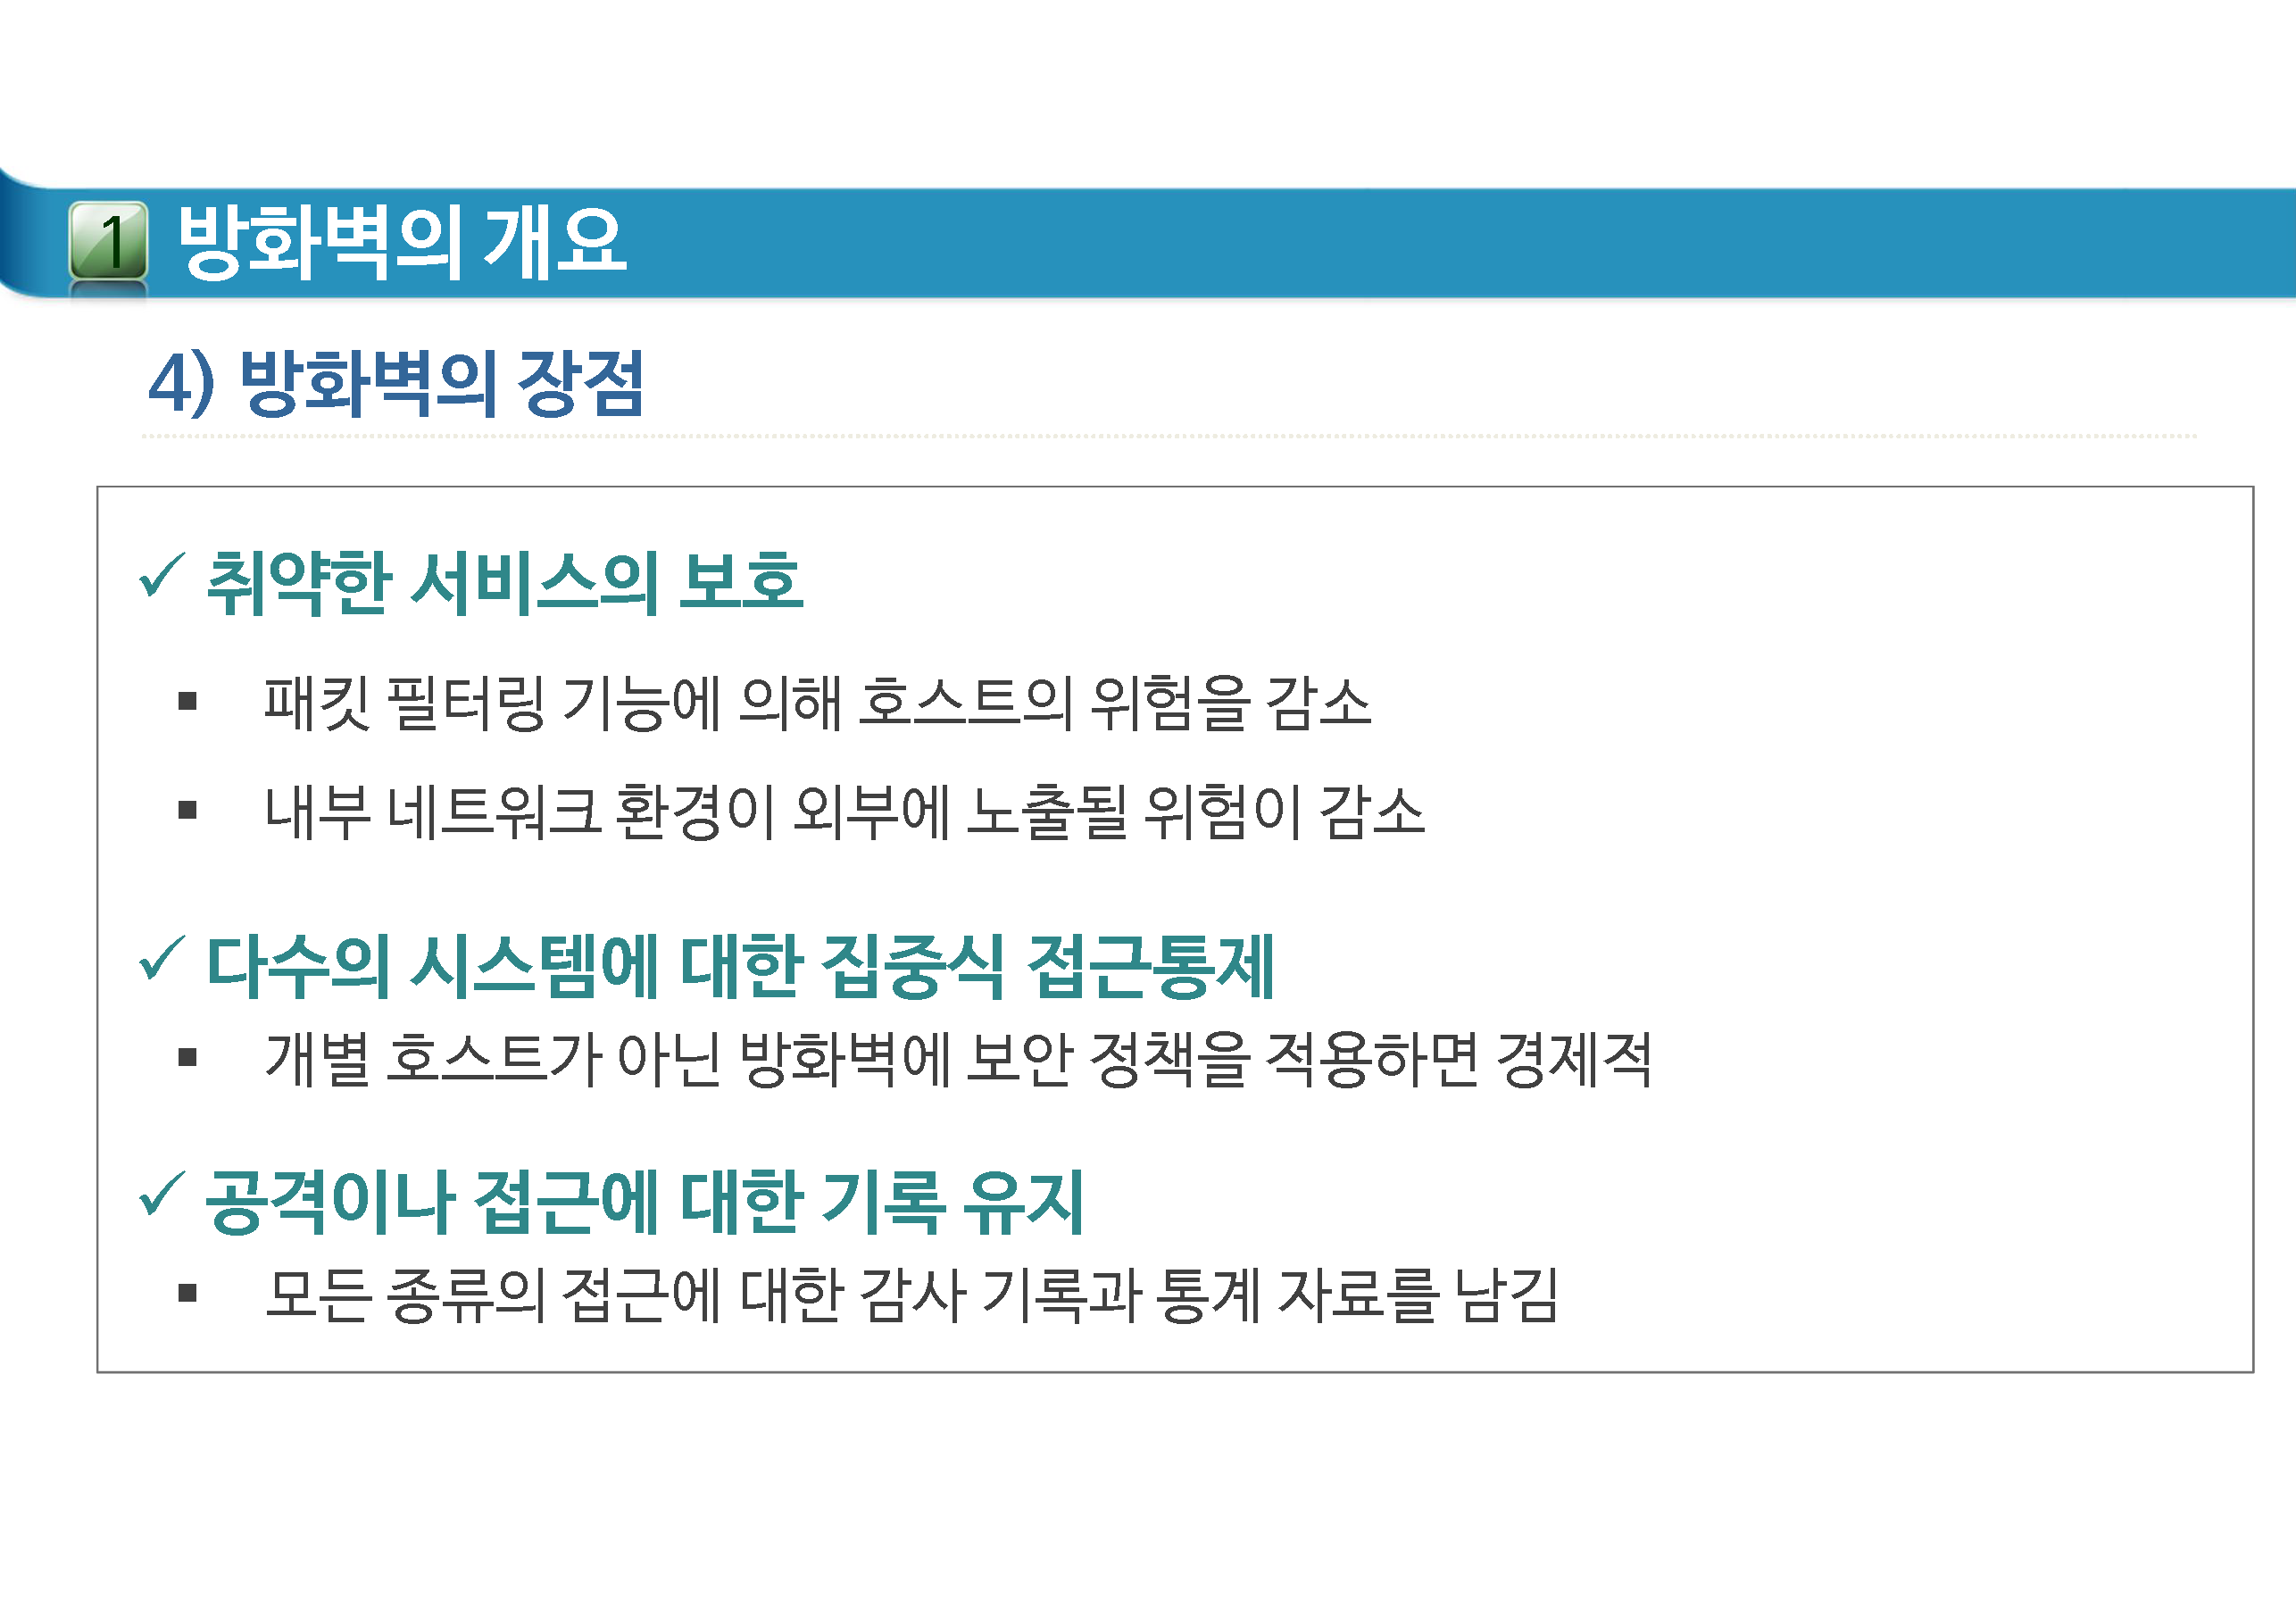 1 방화벽의 개요
4) 방화벽의 장점
✓ 취약한 서비스의 보호
▪ 패킷 필터링 기능에 의해 호스트의 위험을 감소
▪ 내부 네트워크 환경이 외부에 노출될 위험이 감소
✓ 다수의 시스템에 대한 집중식 접근통제
▪ 개별 호스트가 아닌 방화벽에 보안 정책을 적용하면 경제적
✓ 공격이나 접근에 대한 기록 유지
▪ 모든 종류의 접근에 대한 감사 기록과 통계 자료를 남김